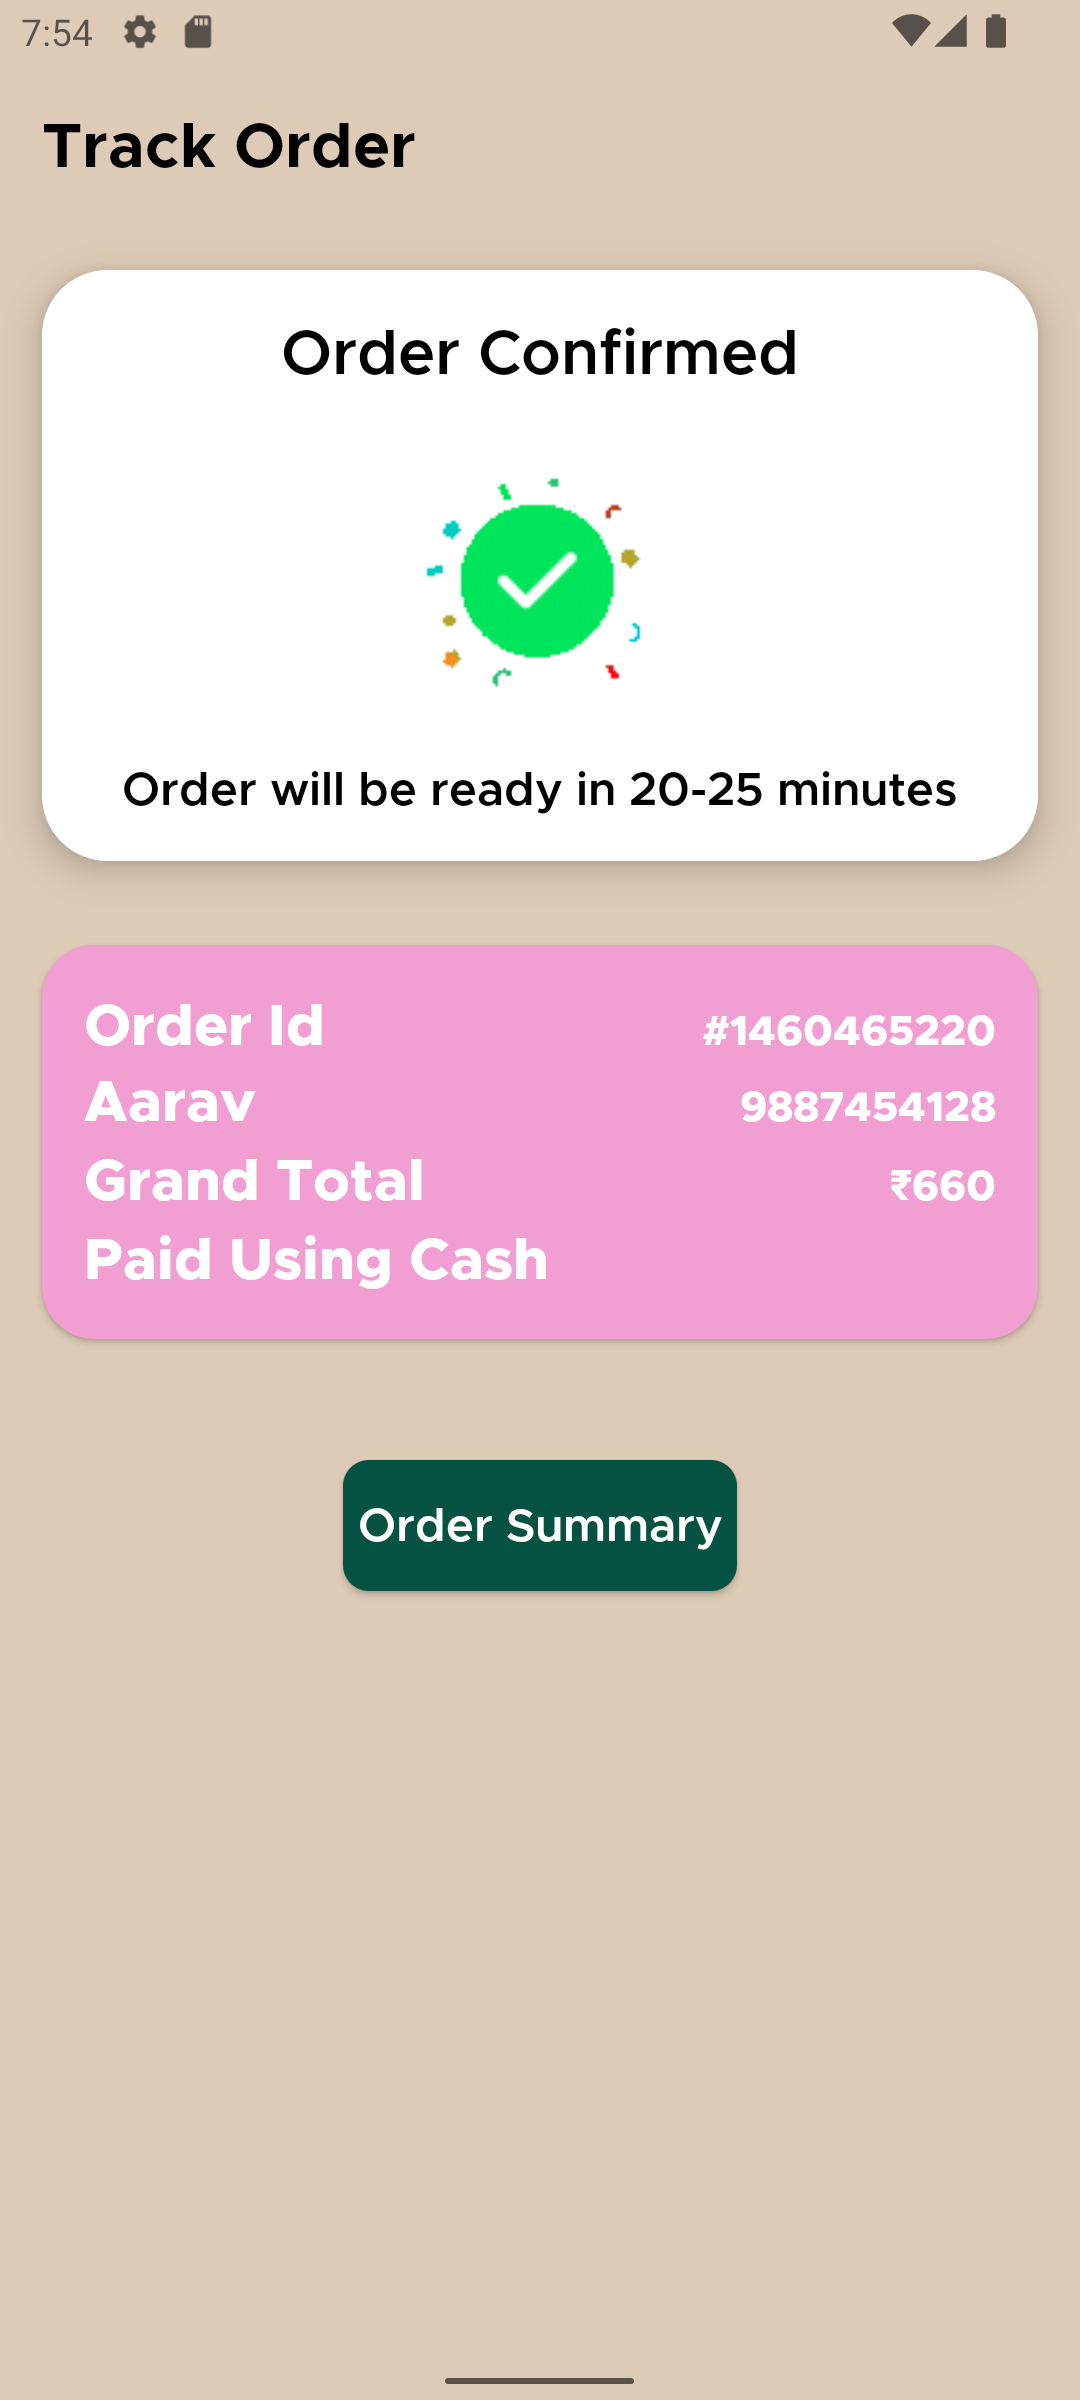 7:54
Track Order
Order Confirmed
Order will be ready in 20-25 minutes
Order Id #1460465220
Aarav 9887454128
Grand Total ₹660
Paid Using Cash
Order Summary